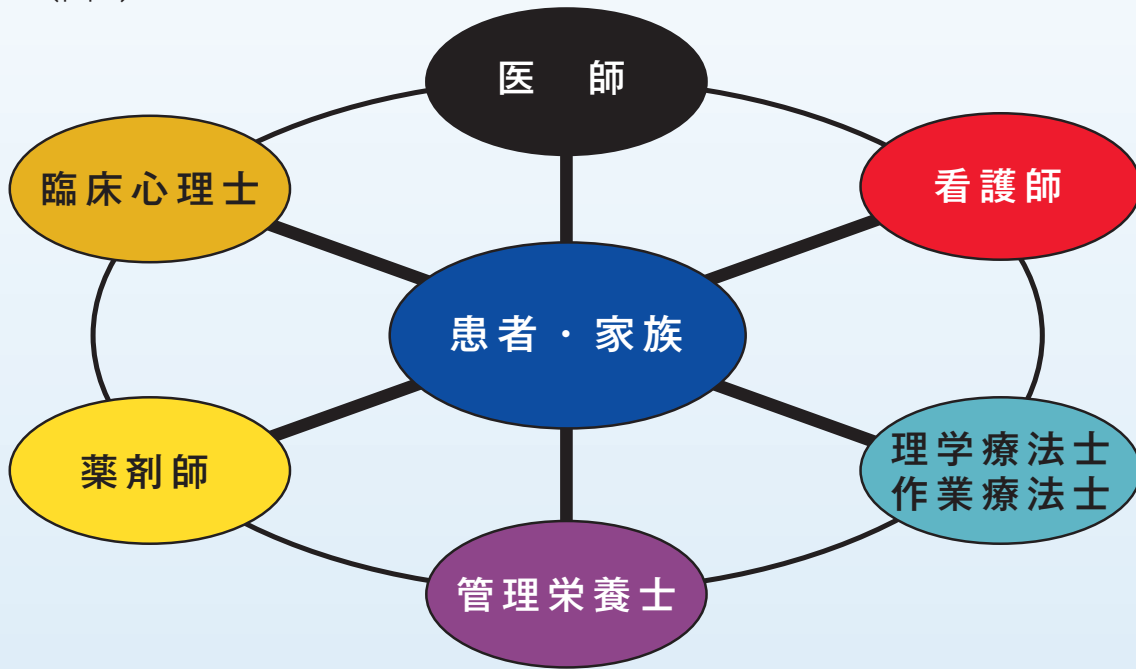 医　師
臨床心理士
看護師
患者・家族
薬剤師
理学療法士
作業療法士
管理栄養士